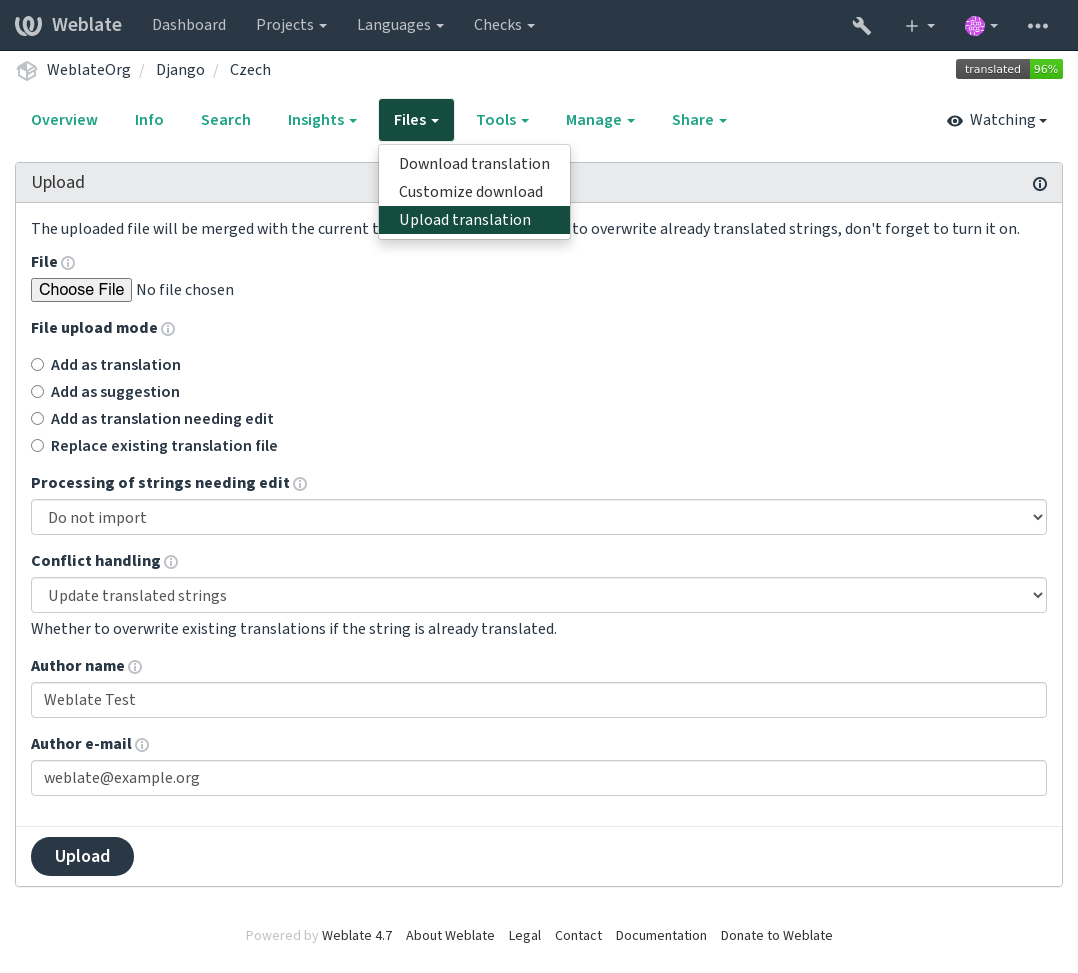 Weblate Dashboard Projects Languages Checks
WeblateOrg / Django / Czech translated 96%
Overview Info Search Insights Files Tools Manage Share Watching
Download translation
Customize download
Upload translation
Upload
The uploaded file will be merged with the current t to overwrite already translated strings, don't forget to turn it on.
File
Choose File No file chosen
File upload mode
Add as translation
Add as suggestion
Add as translation needing edit
Replace existing translation file
Processing of strings needing edit
Do not import
Conflict handling
Update translated strings
Whether to overwrite existing translations if the string is already translated.
Author name
Weblate Test
Author e-mail
weblate@example.org
Upload
Powered by Weblate 4.7 About Weblate Legal Contact Documentation Donate to Weblate